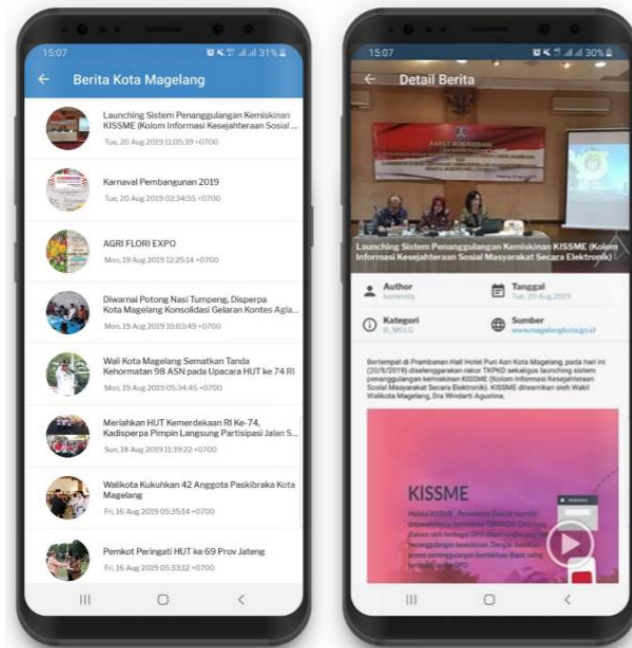 15:07
31%
Berita Kota Magelang
Launching Sistem Penanggulangan Kemiskinan
KISSME (Kolom Informasi Kesejahteraan Sosial ...
Tue, 20 Aug 2019 11:05:39 +0700
Karnaval Pembangunan 2019
Tue, 20 Aug 2019 02:34:55 +0700
AGRI FLORI EXPO
Mon, 19 Aug 2019 12:25:14 +0700
Diwarnai Potong Nasi Tumpeng, Disperpa
Kota Magelang Konsolidasi Gelaran Kontes Agla...
Mon, 19 Aug 2019 10:03:49 +0700
Wali Kota Magelang Sematkan Tanda
Kehormatan 98 ASN pada Upacara HUT ke 74 RI
Mon, 19 Aug 2019 05:34:45 +0700
Meriahkan HUT Kemerdekaan RI Ke-74,
Kadisperpa Pimpin Langsung Partisipasi Jalan S...
Sun, 18 Aug 2019 11:39:22 +0700
Walikota Kukuhkan 42 Anggota Paskibraka Kota
Magelang
Fri, 16 Aug 2019 05:35:14 +0700
Pemkot Peringati HUT ke 69 Prov Jateng
Fri, 16 Aug 2019 05:33:12 +0700
15:07
30%
Detail Berita
Launching Sistem Penanggulangan Kemiskinan KISSME (Kolom
Informasi Kesejahteraan Sosial Masyarakat Secara Elektronik)
Author
Tanggal
Tue, 20 Aug 2019
Kategori
Sumber
www.magelangkota.go.id
Bertempat di Prambanan Hall Hotel Puri Asri Kota Magelang, pada hari ini
(20/8/2019) diselenggarakan rakor TKPKD sekaligus launching sistem
penanggulangan kemiskinan KISSME (Kolom Informasi Kesejahteraan
Sosial Masyarakat Secara Elektronik). KISSME diresmikan oleh Wakil
Walikota Magelang, Dra Windarti Agustina.
KISSME